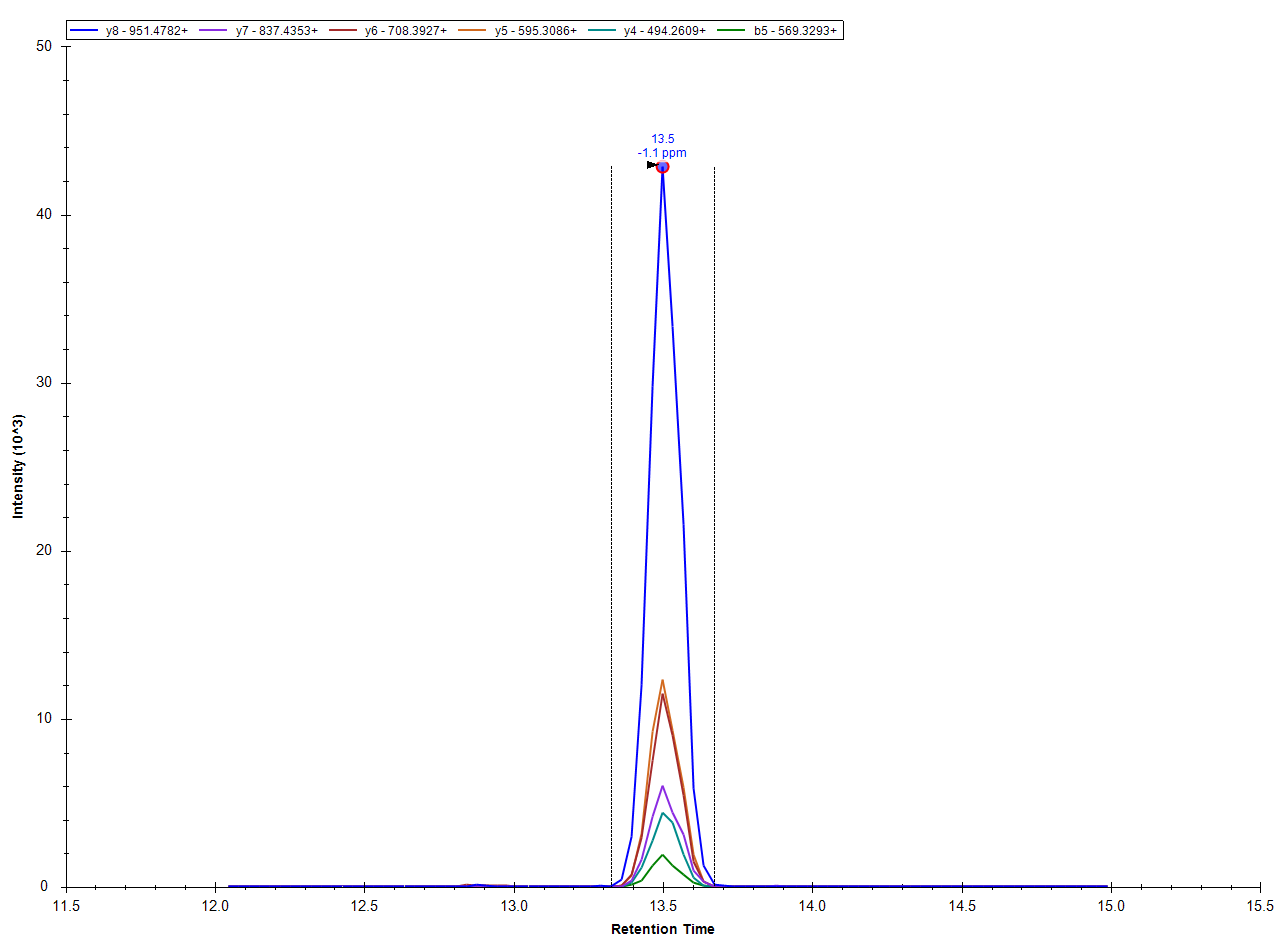 y8 - 951.4782+ y7 - 837.4353+ y6 - 708.3927+ y5 - 595.3086+ y4 - 494.2609+ b5 - 569.3293+
50
13.5
-1.1 ppm
40
30
Intensity (10^3)
20
10
0
11.5 12.0 12.5 13.0 13.5 14.0 14.5 15.0 15.5
Retention Time